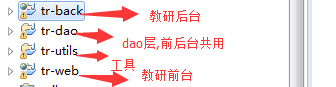 tr-back 教研后台
tr-dao dao层,前后台共用
tr-utils 工具
tr-web 教研前台